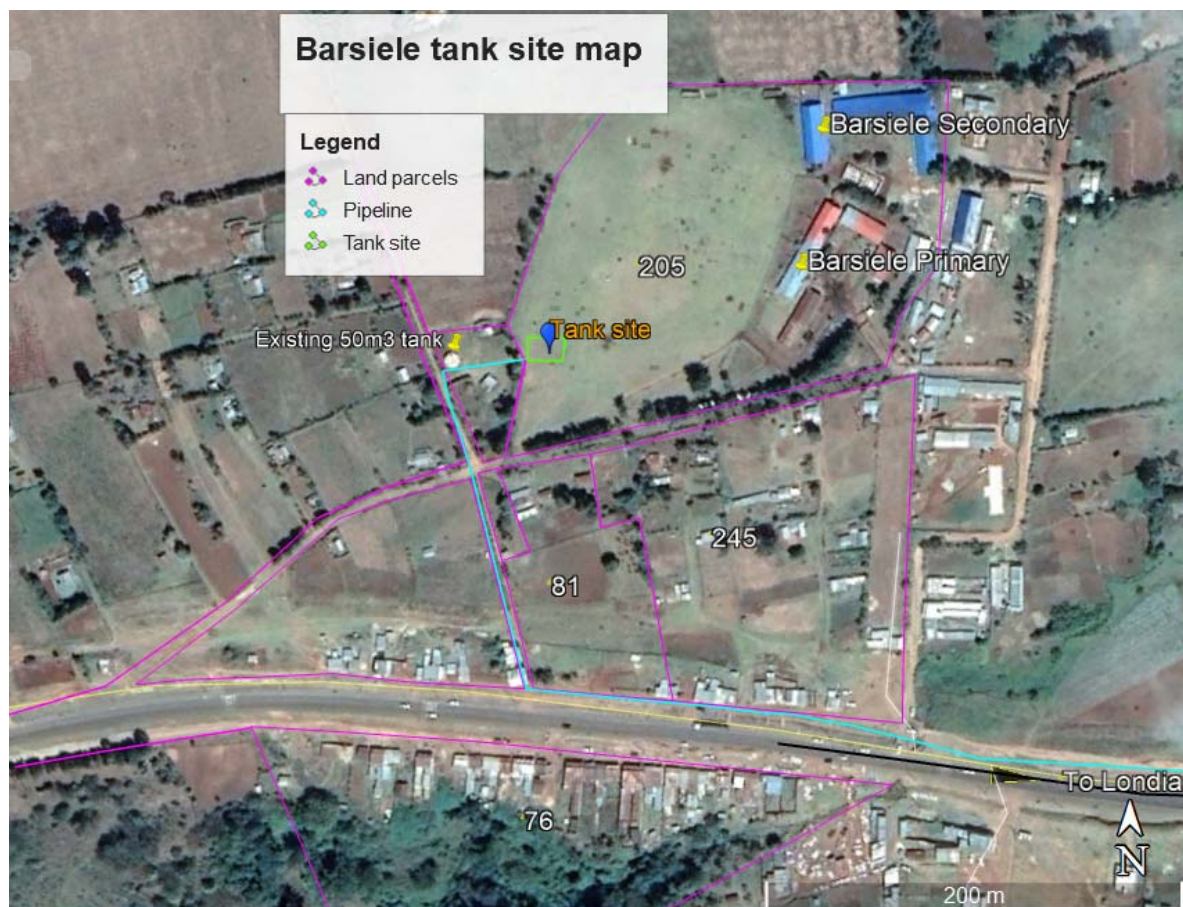 Barsiele tank site map
Legend
Land parcels
Pipeline
Tank site
Barsiele Secondary
205
Barsiele Primary
Tank site
Existing 50m3 tank
245
81
76
To Londia
N
200 m